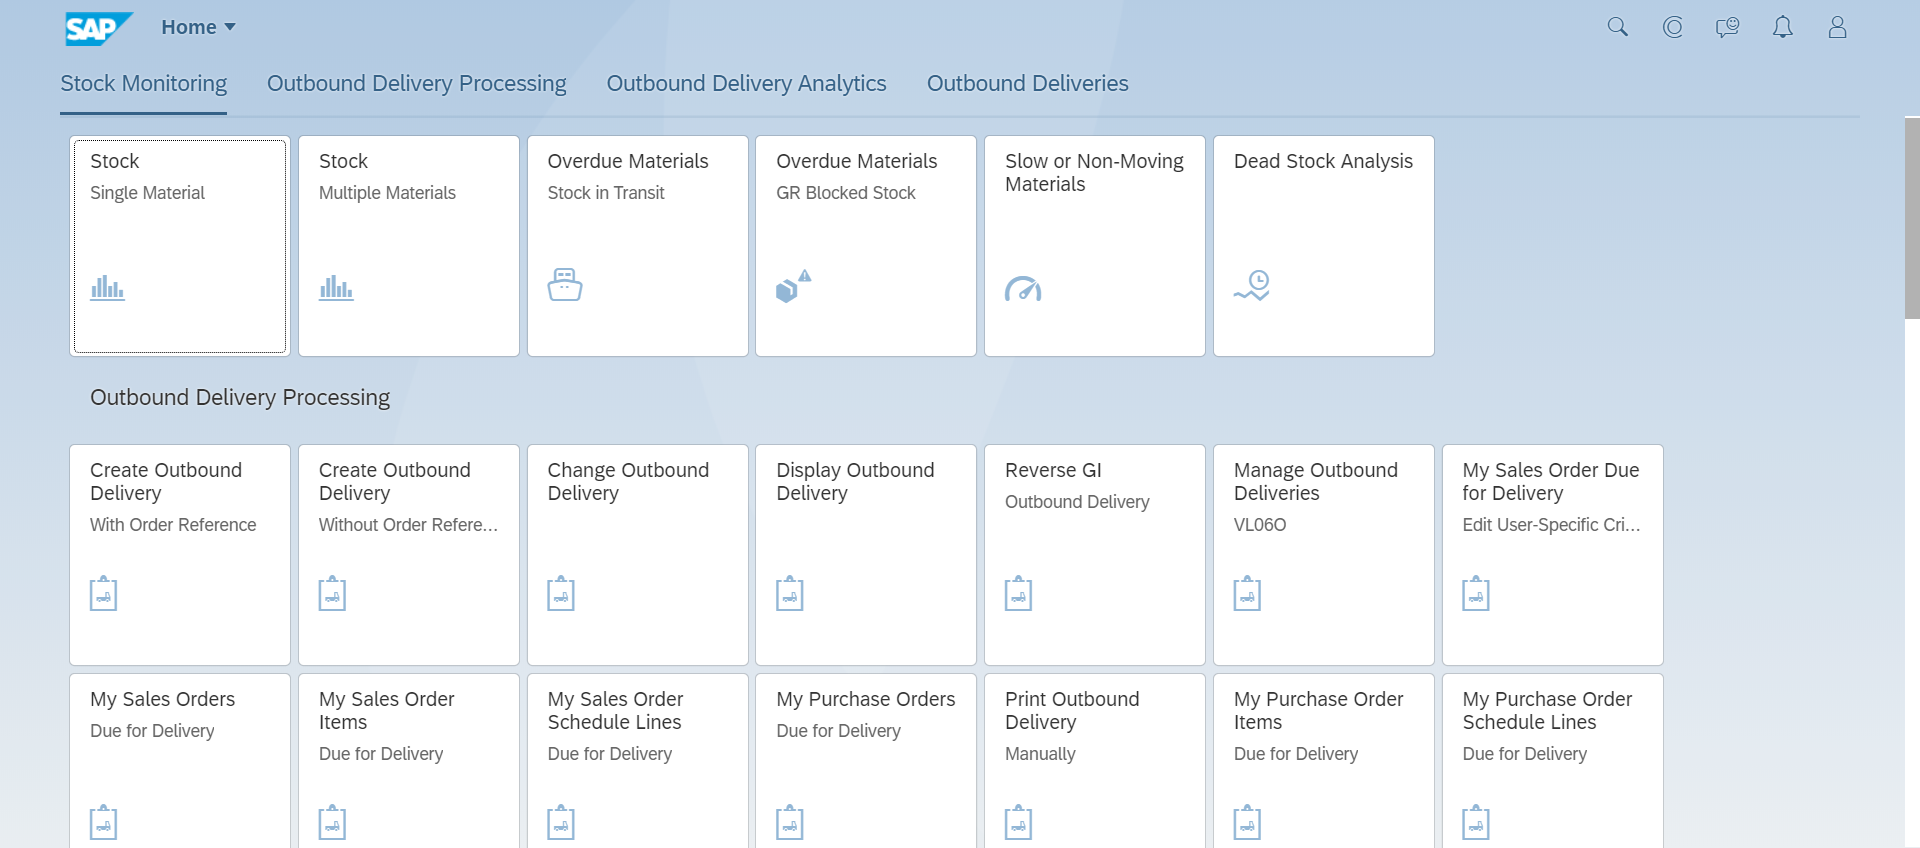 SAP
Home
Stock Monitoring
Outbound Delivery Processing
Outbound Delivery Analytics
Outbound Deliveries
Stock
Single Material
Stock
Multiple Materials
Overdue Materials
Stock in Transit
Overdue Materials
GR Blocked Stock
Slow or Non-Moving
Materials
Dead Stock Analysis
Outbound Delivery Processing
Create Outbound
Delivery
With Order Reference
Create Outbound
Delivery
Without Order Refere...
Change Outbound
Delivery
Display Outbound
Delivery
Reverse GI
Outbound Delivery
Manage Outbound
Deliveries
VL06O
My Sales Order Due
for Delivery
Edit User-Specific Cri...
My Sales Orders
Due for Delivery
My Sales Order
Items
Due for Delivery
My Sales Order
Schedule Lines
Due for Delivery
My Purchase Orders
Due for Delivery
Print Outbound
Delivery
Manually
My Purchase Order
Items
Due for Delivery
My Purchase Order
Schedule Lines
Due for Delivery